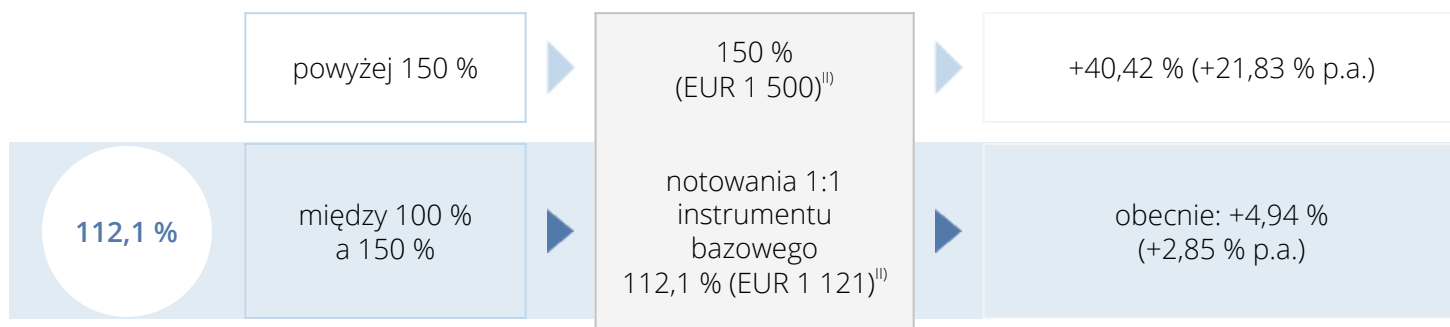 powyżej 150 %
150 %
(EUR 1 500)II)
+40,42 % (+21,83 % p.a.)
112,1 %
między 100 %
a 150 %
notowania 1:1
instrumentu
bazowego
112,1 % (EUR 1 121)II)
obecnie: +4,94 %
(+2,85 % p.a.)